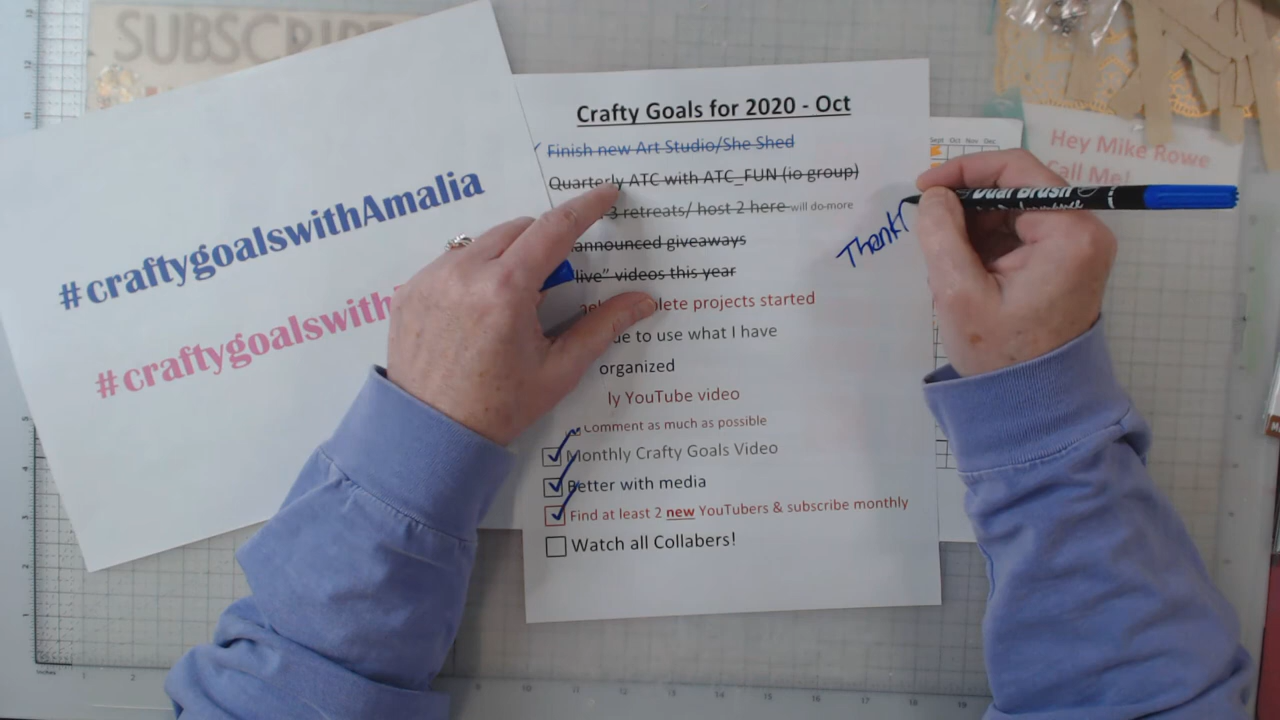 SUBSCRI
#craftygoalswithAmalia
#craftygoalswith
Crafty Goals for 2020 - Oct
Finish new Art Studio/She Shed
Quarterly ATC with ATC_FUN (io group)
3 retreats/ host 2 here will do more
announced giveaways
"live" videos this year
plete projects started
ue to use what I have
organized
ly YouTube video
Comment as much as possible
Monthly Crafty Goals Video
Better with media
Find at least 2 new YouTubers & subscribe monthly
Watch all Collabers!
Thank
Dual Brush
Sept Oct Nov Dec
Hey Mike Rowe
Call Me!